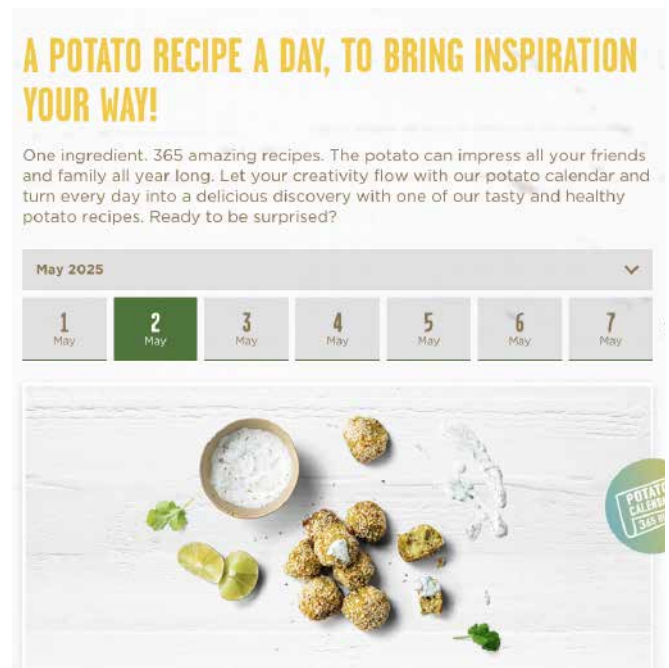 A POTATO RECIPE A DAY, TO BRING INSPIRATION
YOUR WAY!
One ingredient. 365 amazing recipes. The potato can impress all your friends
and family all year long. Let your creativity flow with our potato calendar and
turn every day into a delicious discovery with one of our tasty and healthy
potato recipes. Ready to be surprised?
May 2025
1 2 3 4 5 6 7
May May May May May May May
POTATO
365